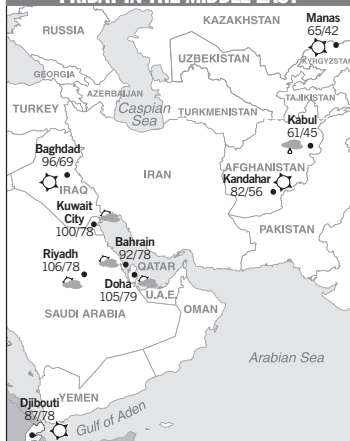 FRIDAY IN THE MIDDLE EAST
KAZAKHSTAN
Manas
65/42
RUSSIA
UZBEKISTAN
KYRGYZSTAN
GEORGIA
TAJIKISTAN
AZERBAIJAN
TURKEY
Caspian
Sea
TURKMENISTAN
Kabul
61/45
Baghdad
96/69
IRAN
AFGHANISTAN
Kandahar
82/56
IRAQ
Kuwait
City
100/78
PAKISTAN
Bahrain
92/78
Riyadh
106/78
QATAR
Doha
105/79
U.A.E.
OMAN
SAUDI ARABIA
Arabian Sea
YEMEN
Djibouti
87/78
Gulf of Aden